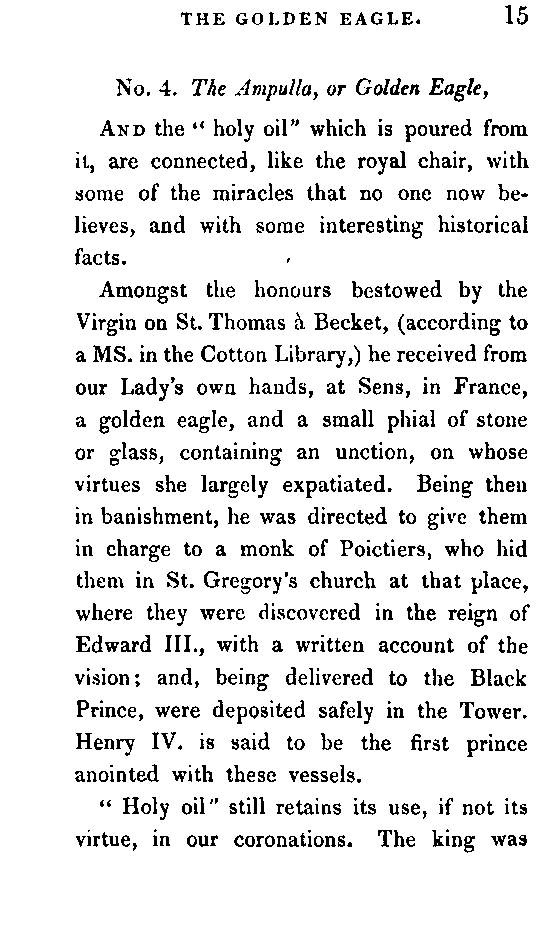 THE GOLDEN EAGLE. 15
No. 4. The Ampulla, or Golden Eagle,
AND the “ holy oil” which is poured from
it, are connected, like the royal chair, with
some of the miracles that no one now be-
lieves, and with some interesting historical
facts.
Amongst the honours bestowed by the
Virgin on St. Thomas à Becket, (according to
a MS. in the Cotton Library,) he received from
our Lady's own hands, at Sens, in France,
a golden eagle, and a small phial of stone
or glass, containing an unction, on whose
virtues she largely expatiated. Being then
in banishment, he was directed to give them
in charge to a monk of Poictiers, who hid
them in St. Gregory's church at that place,
where they were discovered in the reign of
Edward III., with a written account of the
vision; and, being delivered to the Black
Prince, were deposited safely in the Tower.
Henry IV. is said to be the first prince
anointed with these vessels.
“ Holy oil” still retains its use, if not its
virtue, in our coronations. The king was